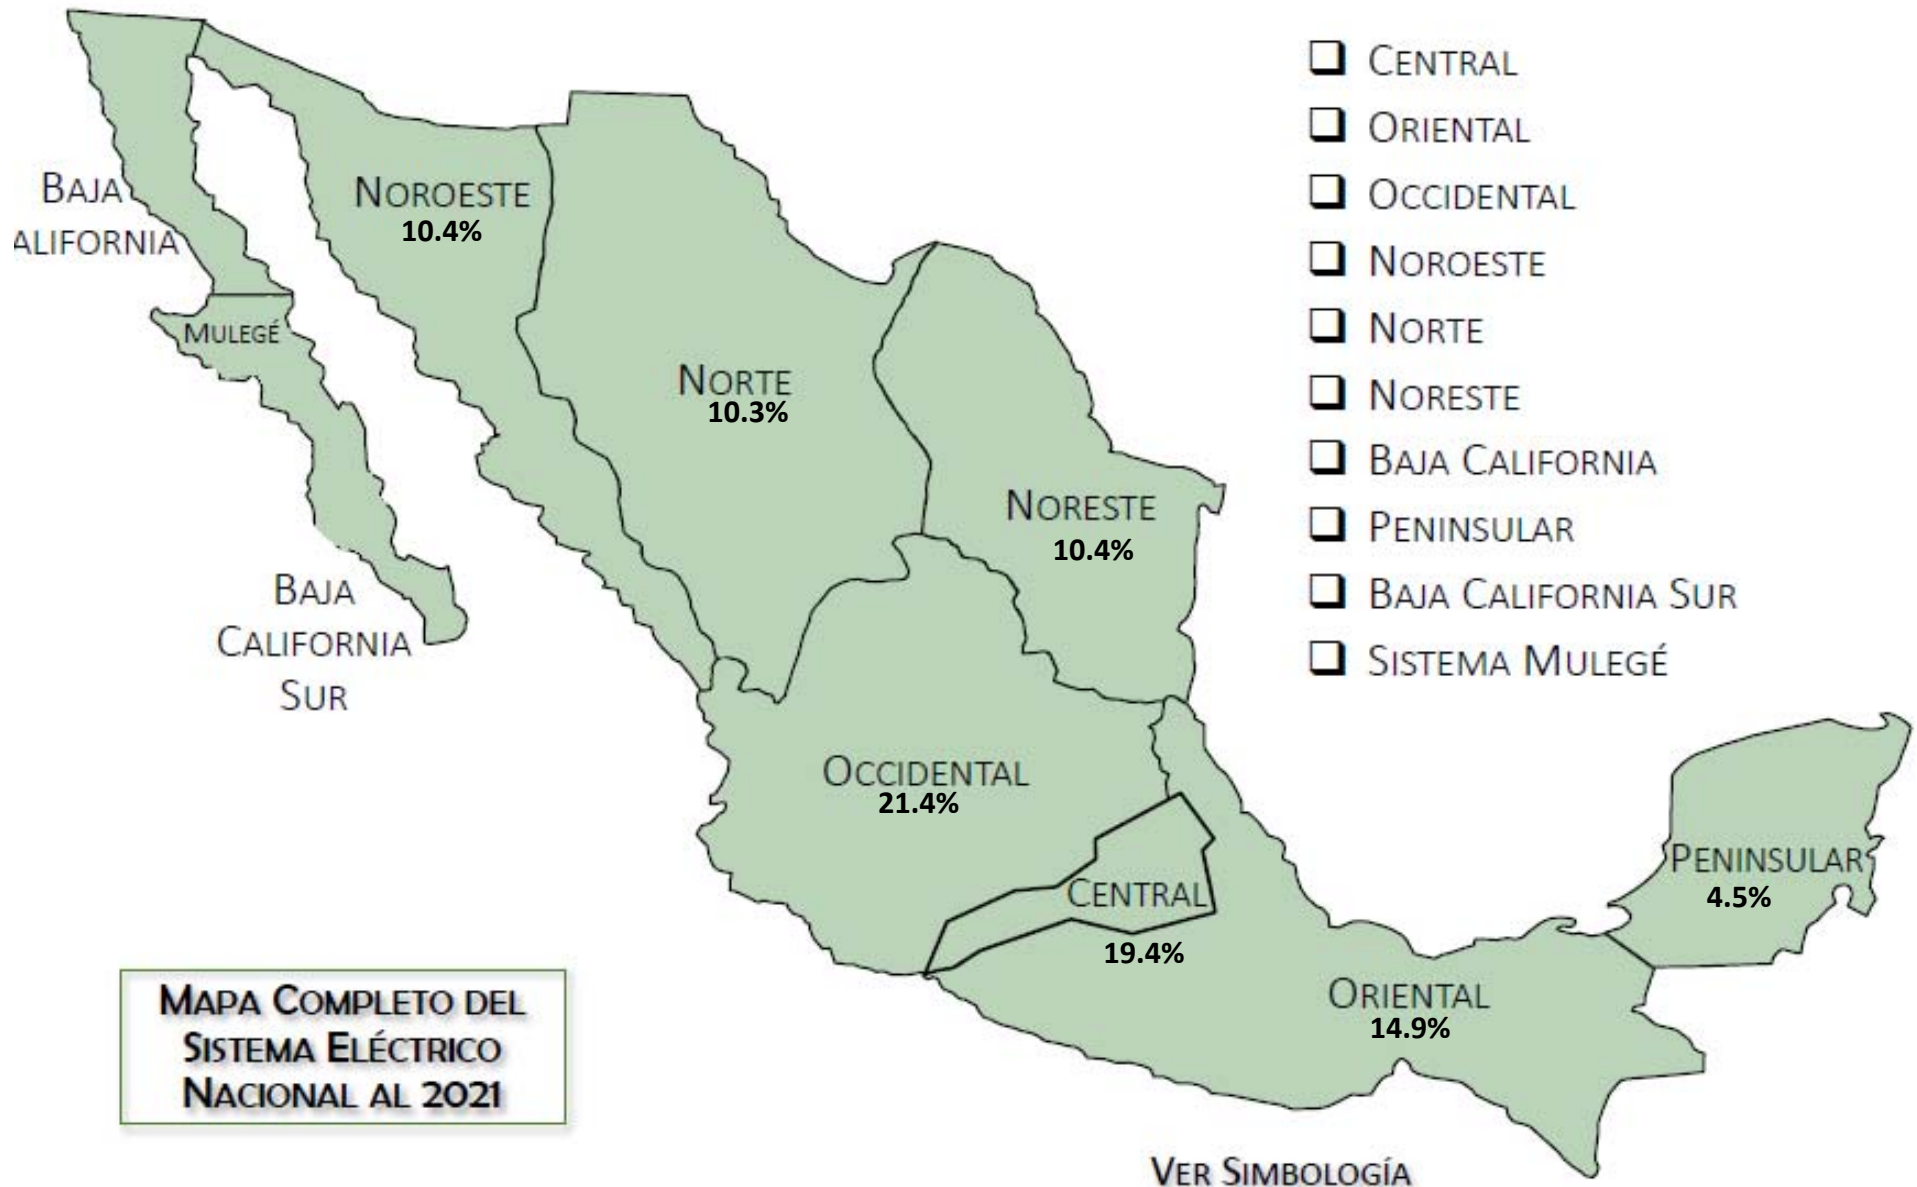 BAJA
ALIFORNIA
MULEGÉ
BAJA
CALIFORNIA
SUR
NOROESTE
10.4%
NORTE
10.3%
NORESTE
10.4%
OCCIDENTAL
21.4%
CENTRAL
19.4%
ORIENTAL
14.9%
PENINSULAR
4.5%
CENTRAL
ORIENTAL
OCCIDENTAL
NOROESTE
NORTE
NORESTE
BAJA CALIFORNIA
PENINSULAR
BAJA CALIFORNIA SUR
SISTEMA MULEGÉ
MAPA COMPLETO DEL
SISTEMA ELÉCTRICO
NACIONAL AL 2021
VER SIMBOLOGÍA